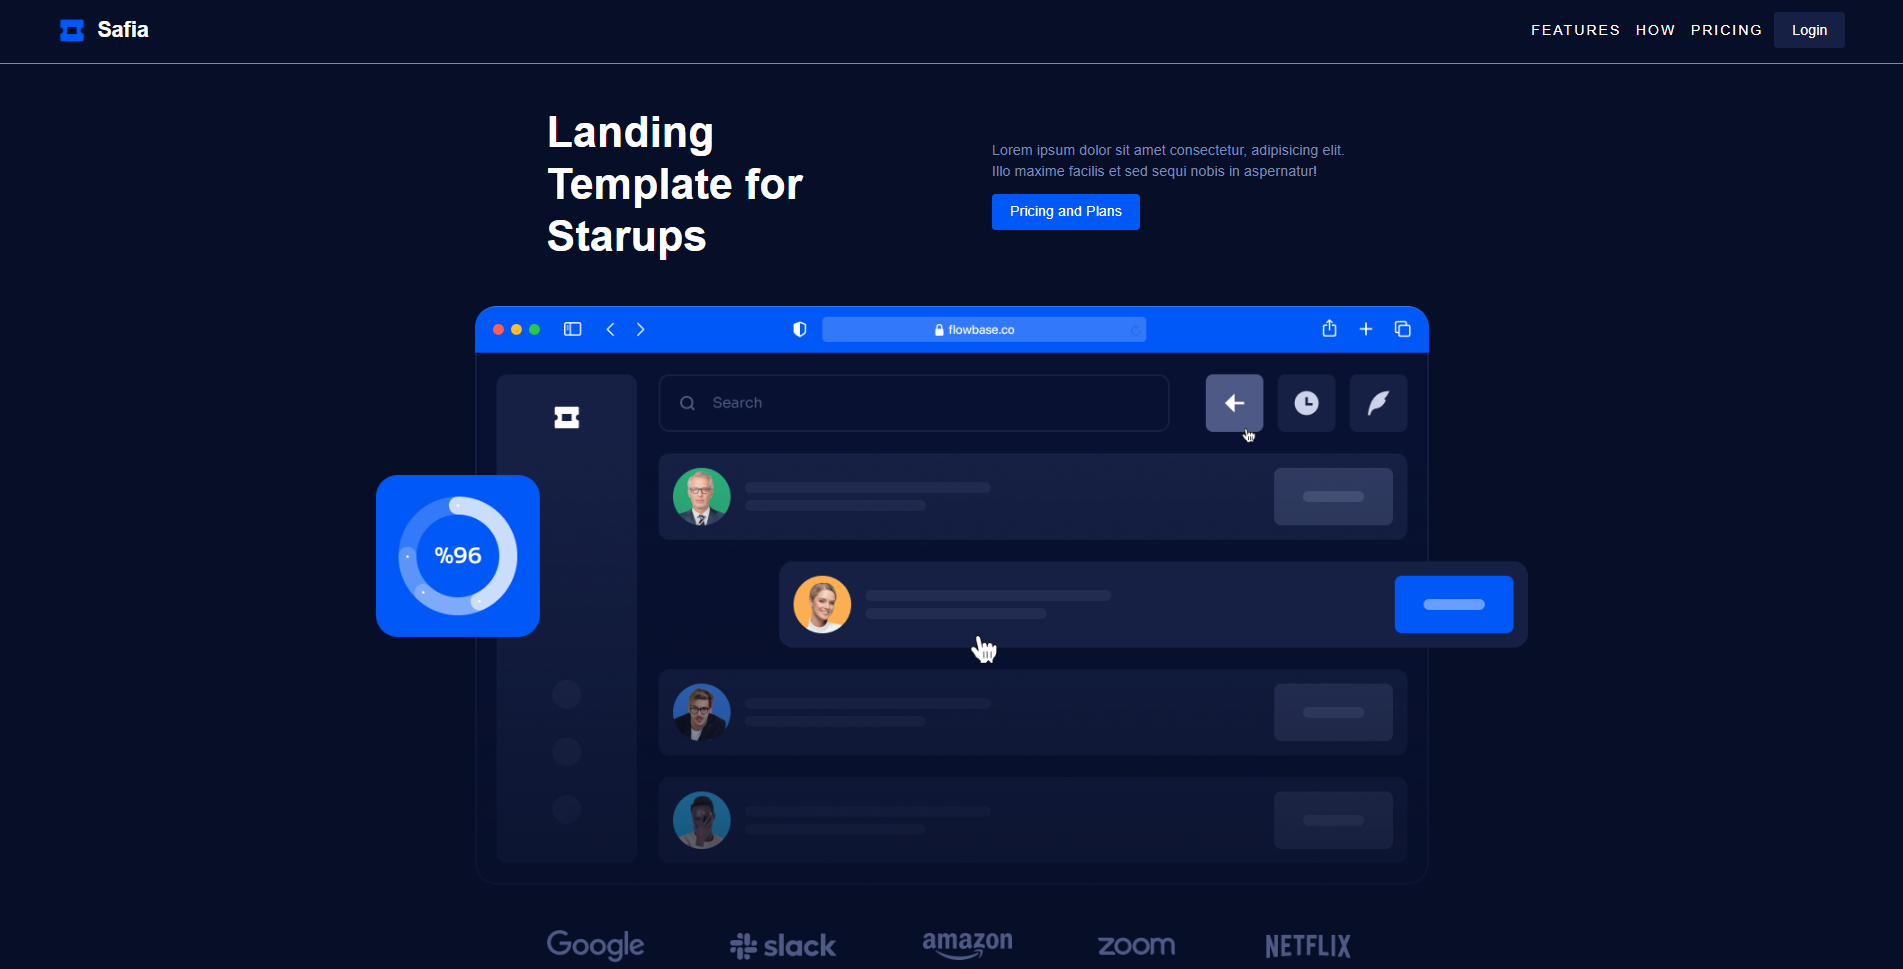 Safia
FEATURES HOW PRICING Login
Landing
Template for
Starups
Lorem ipsum dolor sit amet consectetur, adipisicing elit.
Illo maxime facilis et sed sequi nobis in aspernatur!
Pricing and Plans
flowbase.co
Search
%96
Google
slack
amazon
zoom
NETFLIX